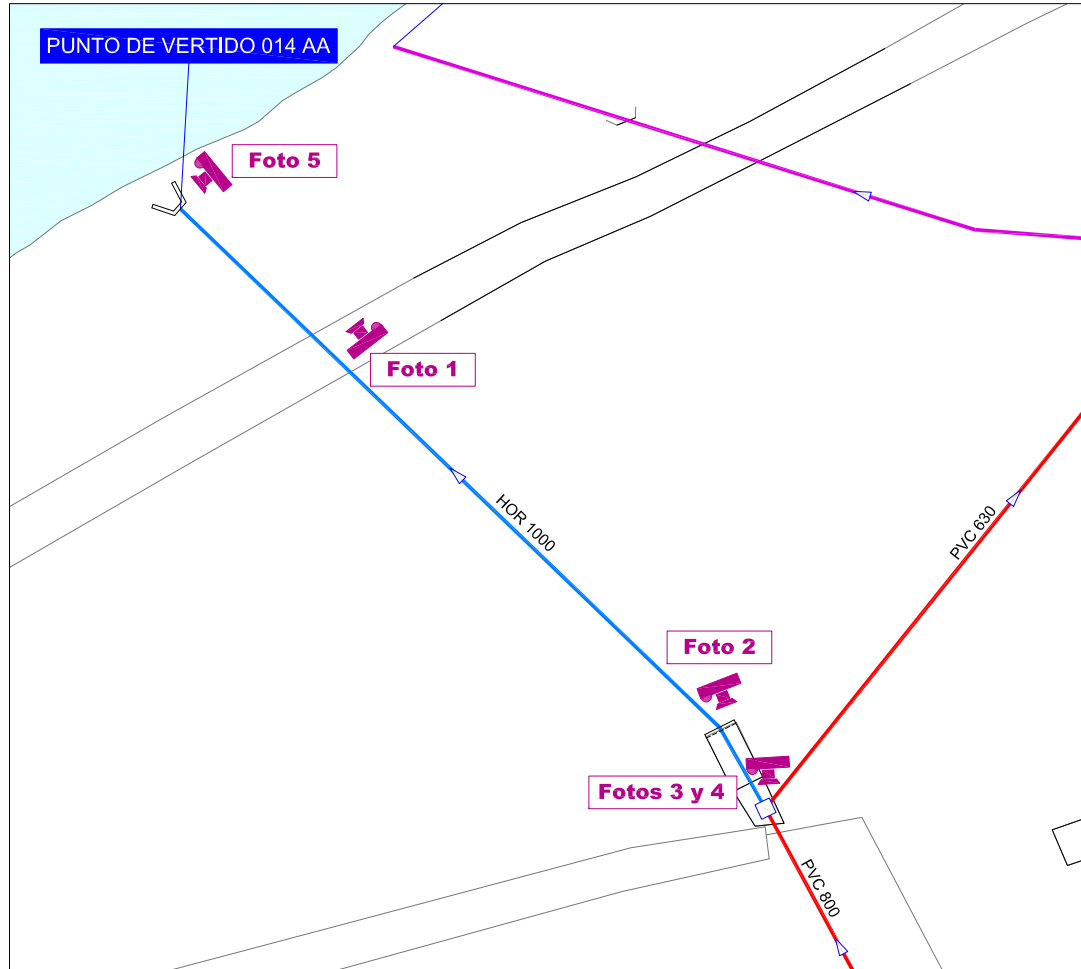 PUNTO DE VERTIDO 014 AA
Foto 5
Foto 1
HOR 1000
PVC 630
Foto 2
Fotos 3 y 4
PVC 800